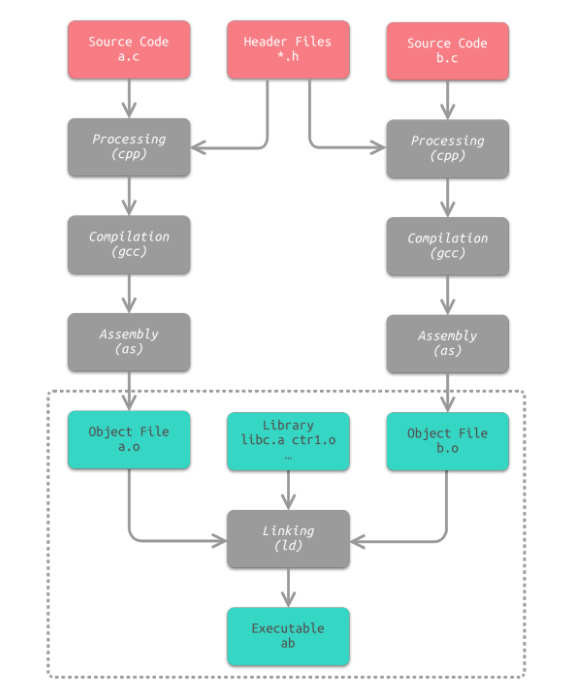 Source Code
a.c
Header Files
*.h
Source Code
b.c
Processing
(cpp)
Processing
(cpp)
Compilation
(gcc)
Compilation
(gcc)
Assembly
(as)
Assembly
(as)
Object File
a.o
Library
libc.a ctr1.o
…
Object File
b.o
Linking
(ld)
Executable
ab